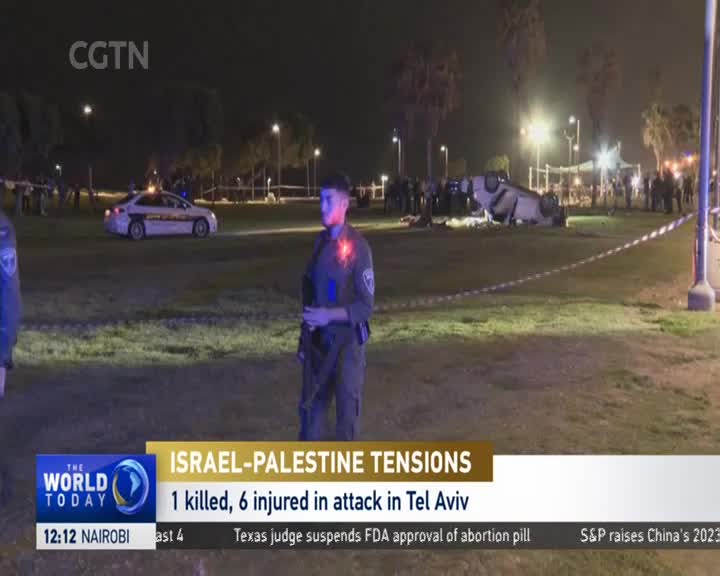 CGTN
ISRAEL-PALESTINE TENSIONS
THE WORLD TODAY
1 killed, 6 injured in attack in Tel Aviv
12:12 NAIROBI
ast 4 Texas judge suspends FDA approval of abortion pill S&P raises China's 2023